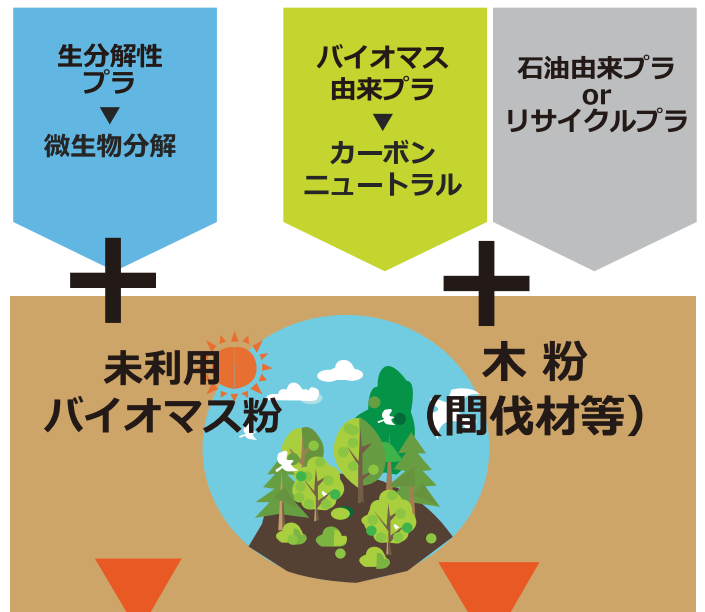 生分解性
プラ
▼
微生物分解
バイオマス
由来プラ
▼
カーボン
ニュートラル
石油由来プラ
or
リサイクルプラ
+
+
未利用
バイオマス粉
木 粉
（間伐材等）